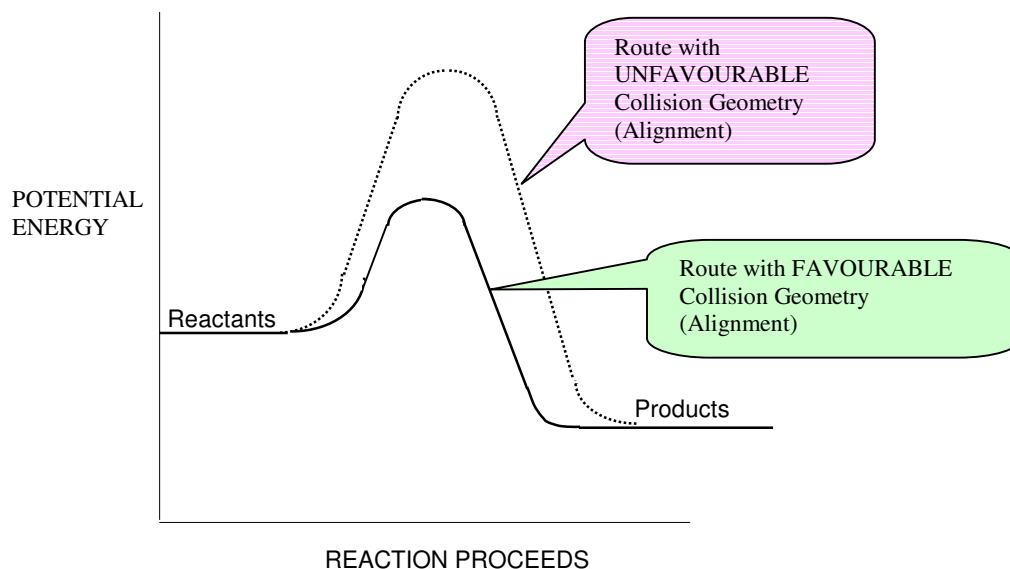 Route with
UNFAVOURABLE
Collision Geometry
(Alignment)
POTENTIAL
ENERGY
Route with FAVOURABLE
Collision Geometry
(Alignment)
Reactants
Products
REACTION PROCEEDS